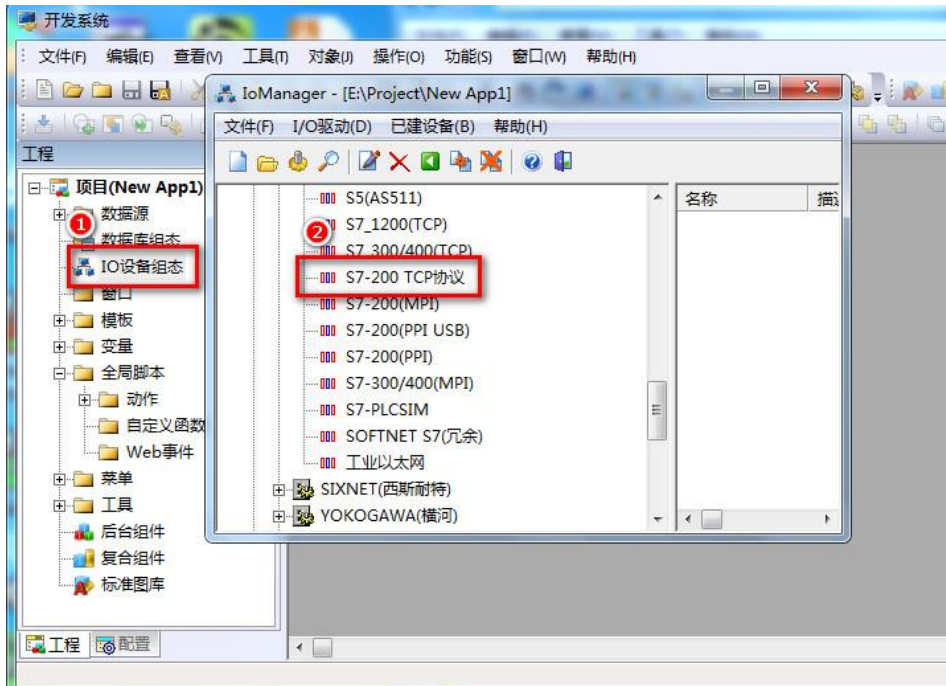 开发系统
文件(F) 编辑(E) 查看(V) 工具(T) 对象(J) 操作(O) 功能(S) 窗口(W) 帮助(H)
IoManager - [E:\Project\New App1]
文件(F) I/O驱动(D) 已建设备(B) 帮助(H)
工程
项目(New App1)
数据源
1
数据库组态
IO设备组态
窗口
模板
变量
全局脚本
动作
自定义函数
Web事件
菜单
工具
后台组件
复合组件
标准图库
工程 配置
S5(AS511)
2
S7_1200(TCP)
S7_300/400(TCP)
S7-200 TCP协议
S7-200(MPI)
S7-200(PPI USB)
S7-200(PPI)
S7-300/400(MPI)
S7-PLCSIM
SOFTNET S7(冗余)
工业以太网
SIXNET(西斯耐特)
YOKOGAWA(横河)
名称